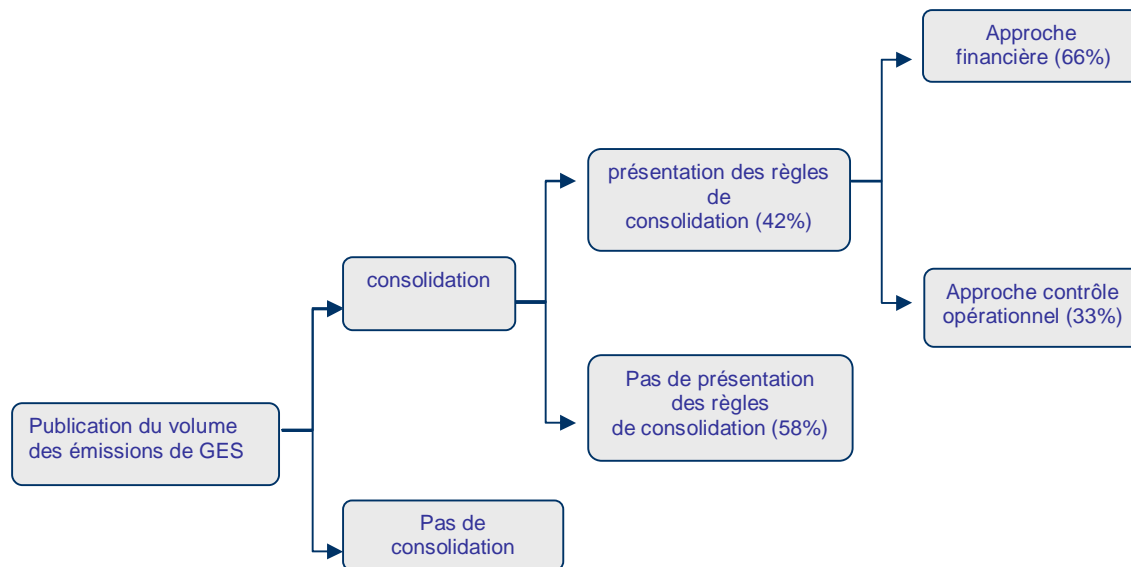 Approche
financière (66%)
présentation des règles
de
consolidation (42%)
consolidation
Approche contrôle
opérationnel (33%)
Pas de présentation
des règles
de consolidation (58%)
Publication du volume
des émissions de GES
Pas de
consolidation